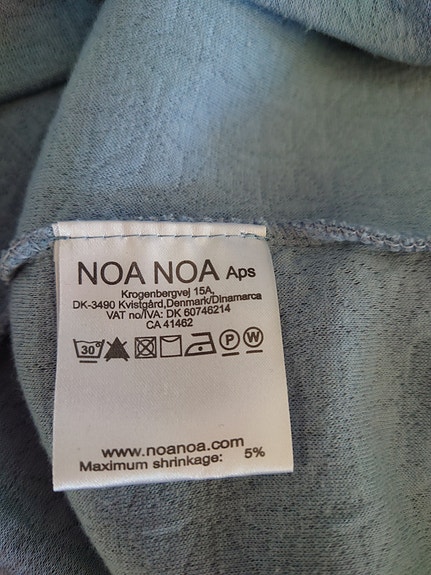 NOA NOA Aps
Krogenbergvej 15A,
DK-3490 Kvistgård,Denmark/Dinamarca
VAT no/IVA: DK 60746214
CA 41462
30° P W
www.noanoa.com
Maximum shrinkage: 5%